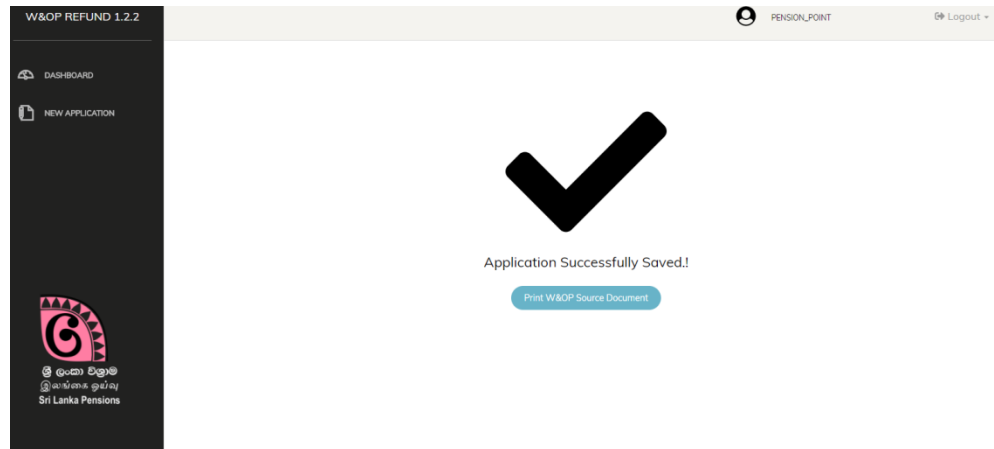 W&OP REFUND 1.2.2
PENSION_POINT
Logout
DASHBOARD
NEW APPLICATION
Application Successfully Saved.!
Print W&OP Source Document
ශ්‍රී ලංකා විශ්‍රාම
இலங்கை ஓய்வு
Sri Lanka Pensions